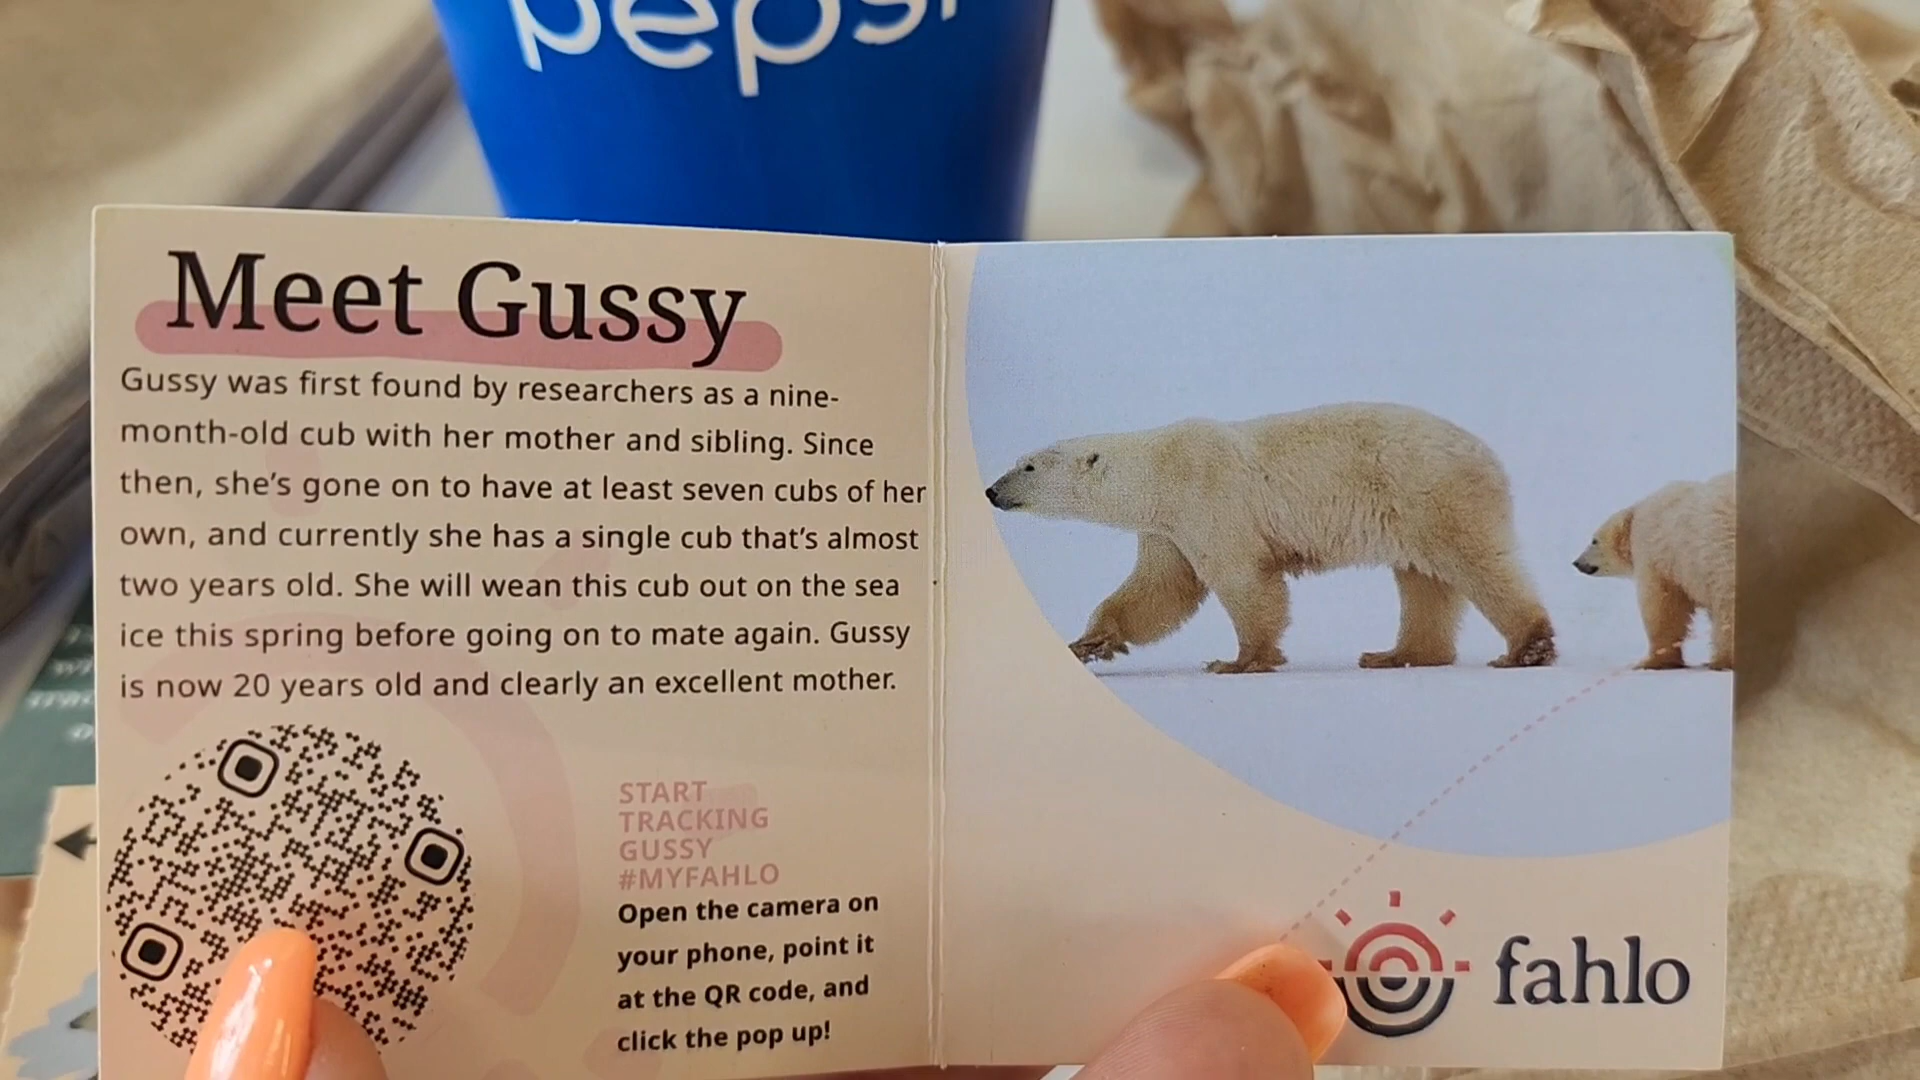 pepsi
Meet Gussy
Gussy was first found by researchers as a nine-
month-old cub with her mother and sibling. Since
then, she's gone on to have at least seven cubs of her
own, and currently she has a single cub that's almost
two years old. She will wean this cub out on the sea
ice this spring before going on to mate again. Gussy
is now 20 years old and clearly an excellent mother.
START
TRACKING
GUSSY
#MYFAHLO
Open the camera on
your phone, point it
at the QR code, and
click the pop up!
fahlo